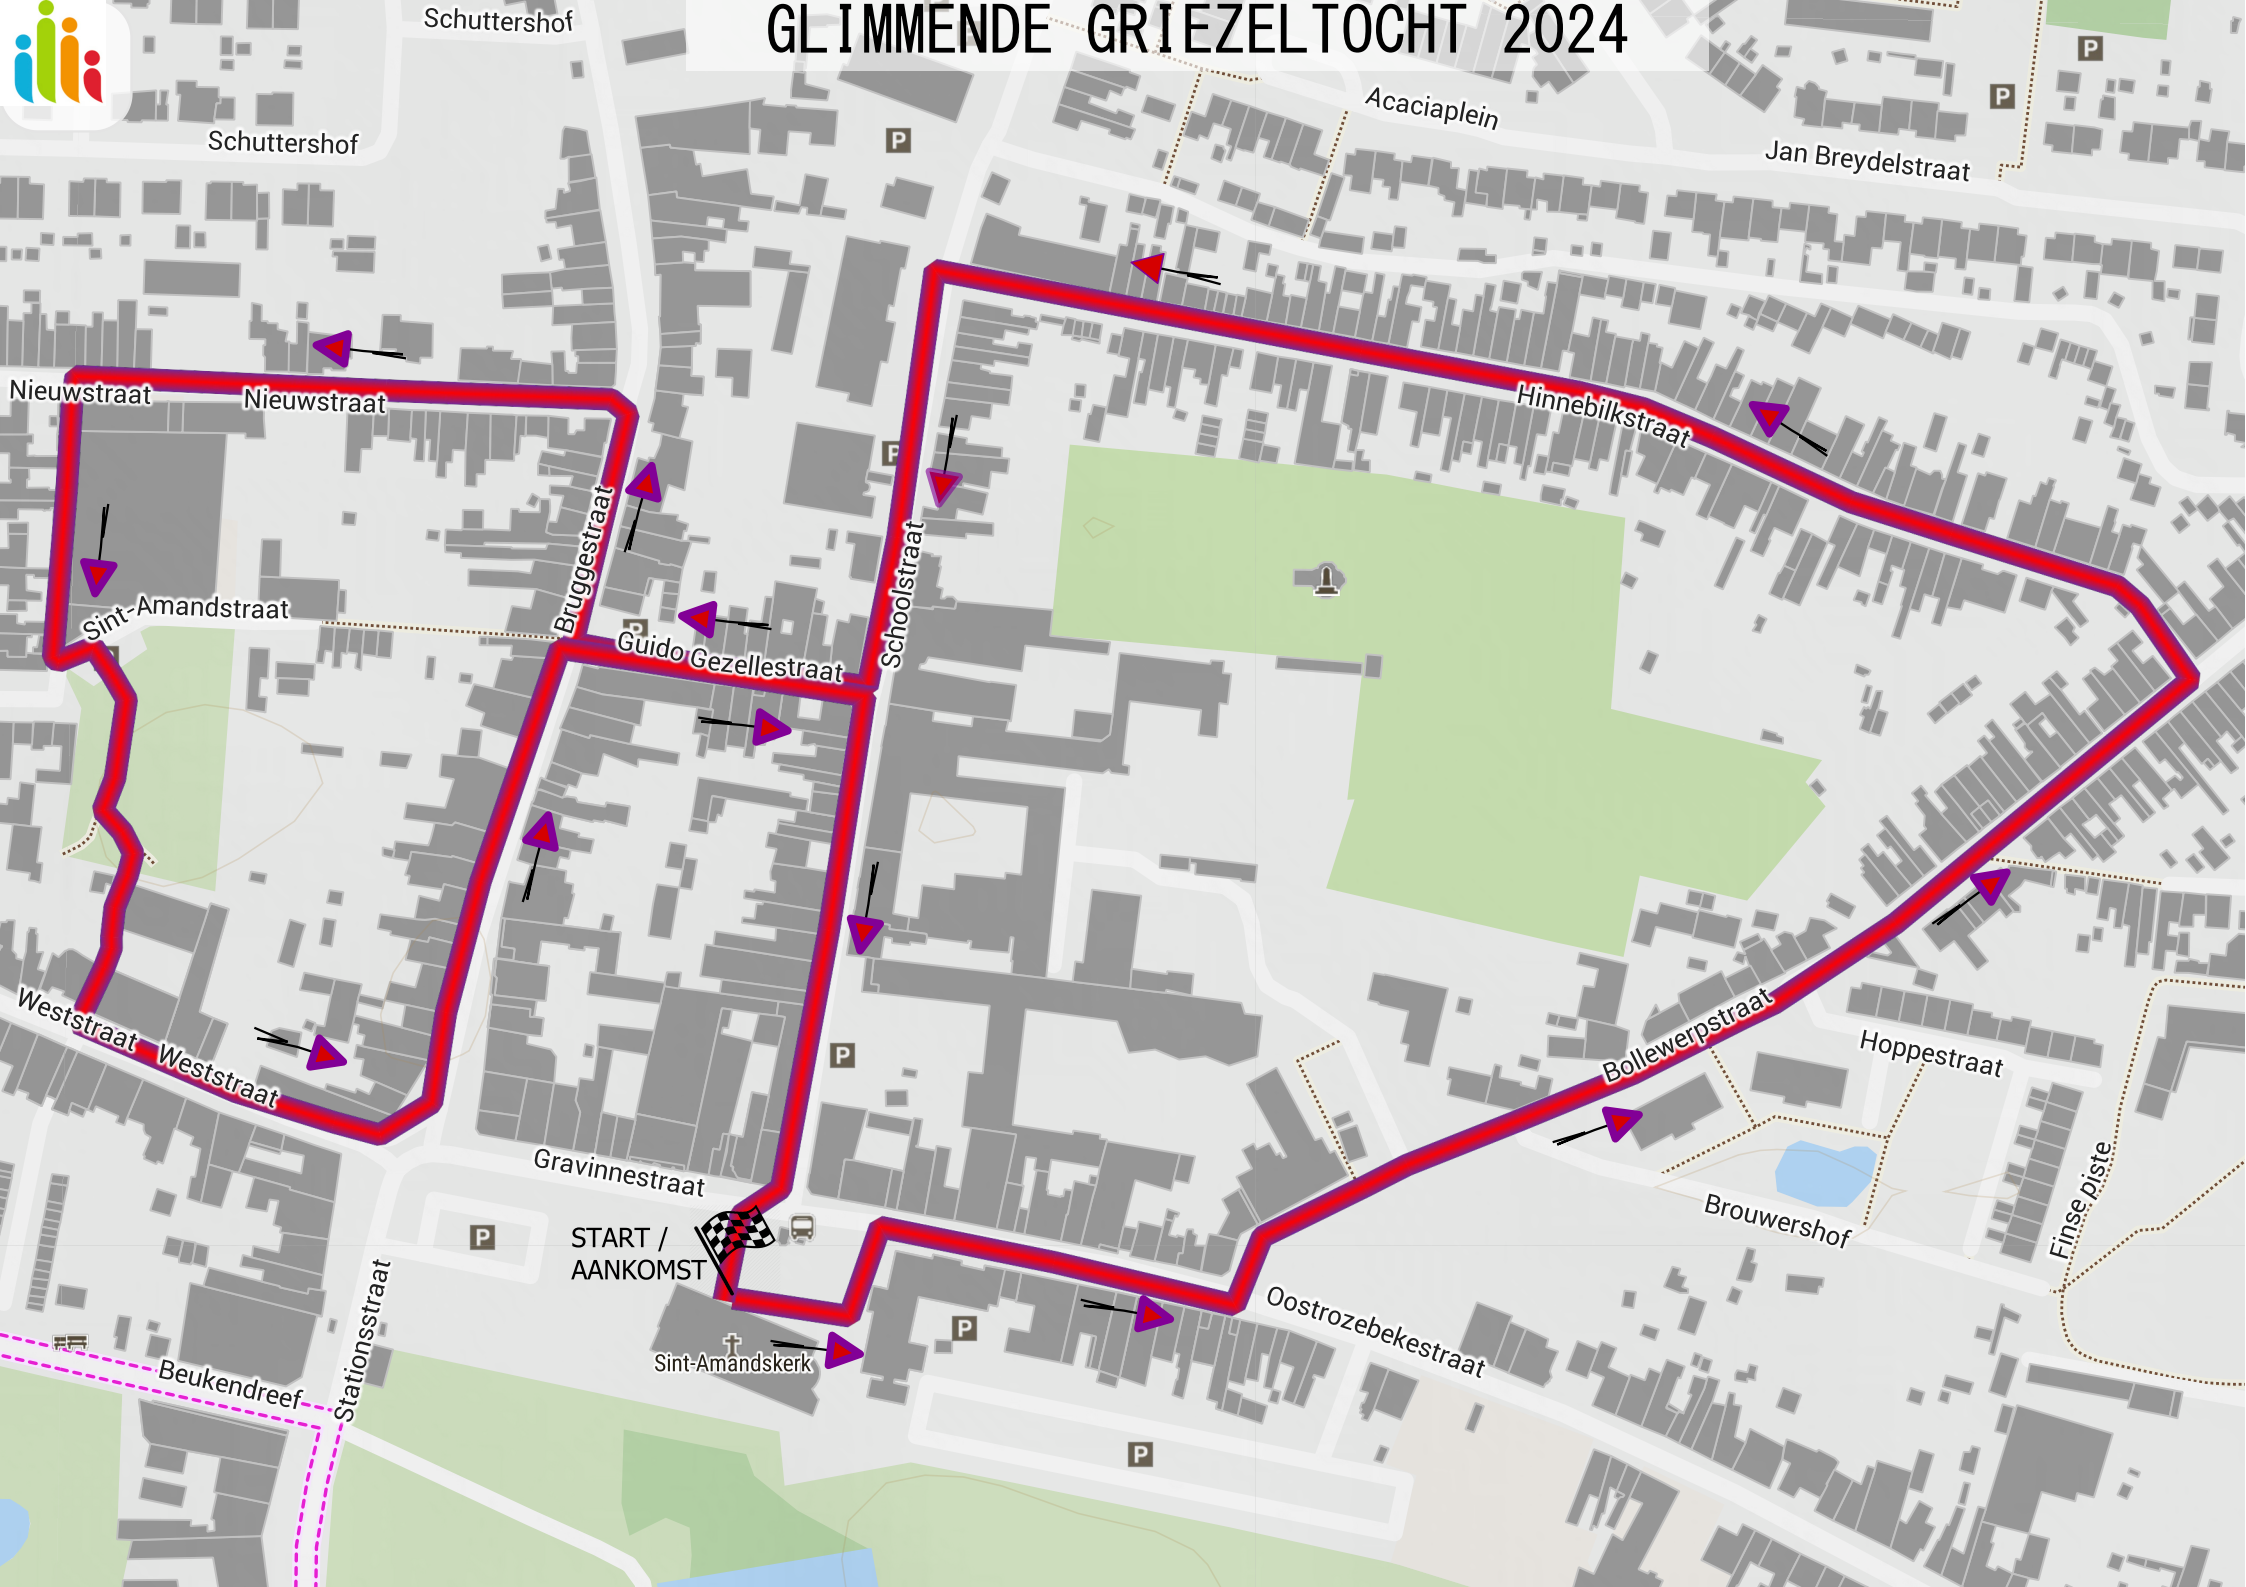 GLIMMENDE GRIEZELTOCHT 2024
illi
Schuttershof
Schuttershof
Acaciaplein
Jan Breydelstraat
P
P
P
P
P
Nieuwstraat
Nieuwstraat
Hinnebilkstraat
Bruggestraat
Schoolstraat
Sint-Amandstraat
Guido Gezellestraat
Weststraat
Weststraat
Bollewerpstraat
Hoppestraat
P
Gravinnestraat
Brouwershof
Finse piste
P
START /
AANKOMST
Oostrozebekestraat
P
Sint-Amandskerk
Stationsstraat
Beukendreef
P